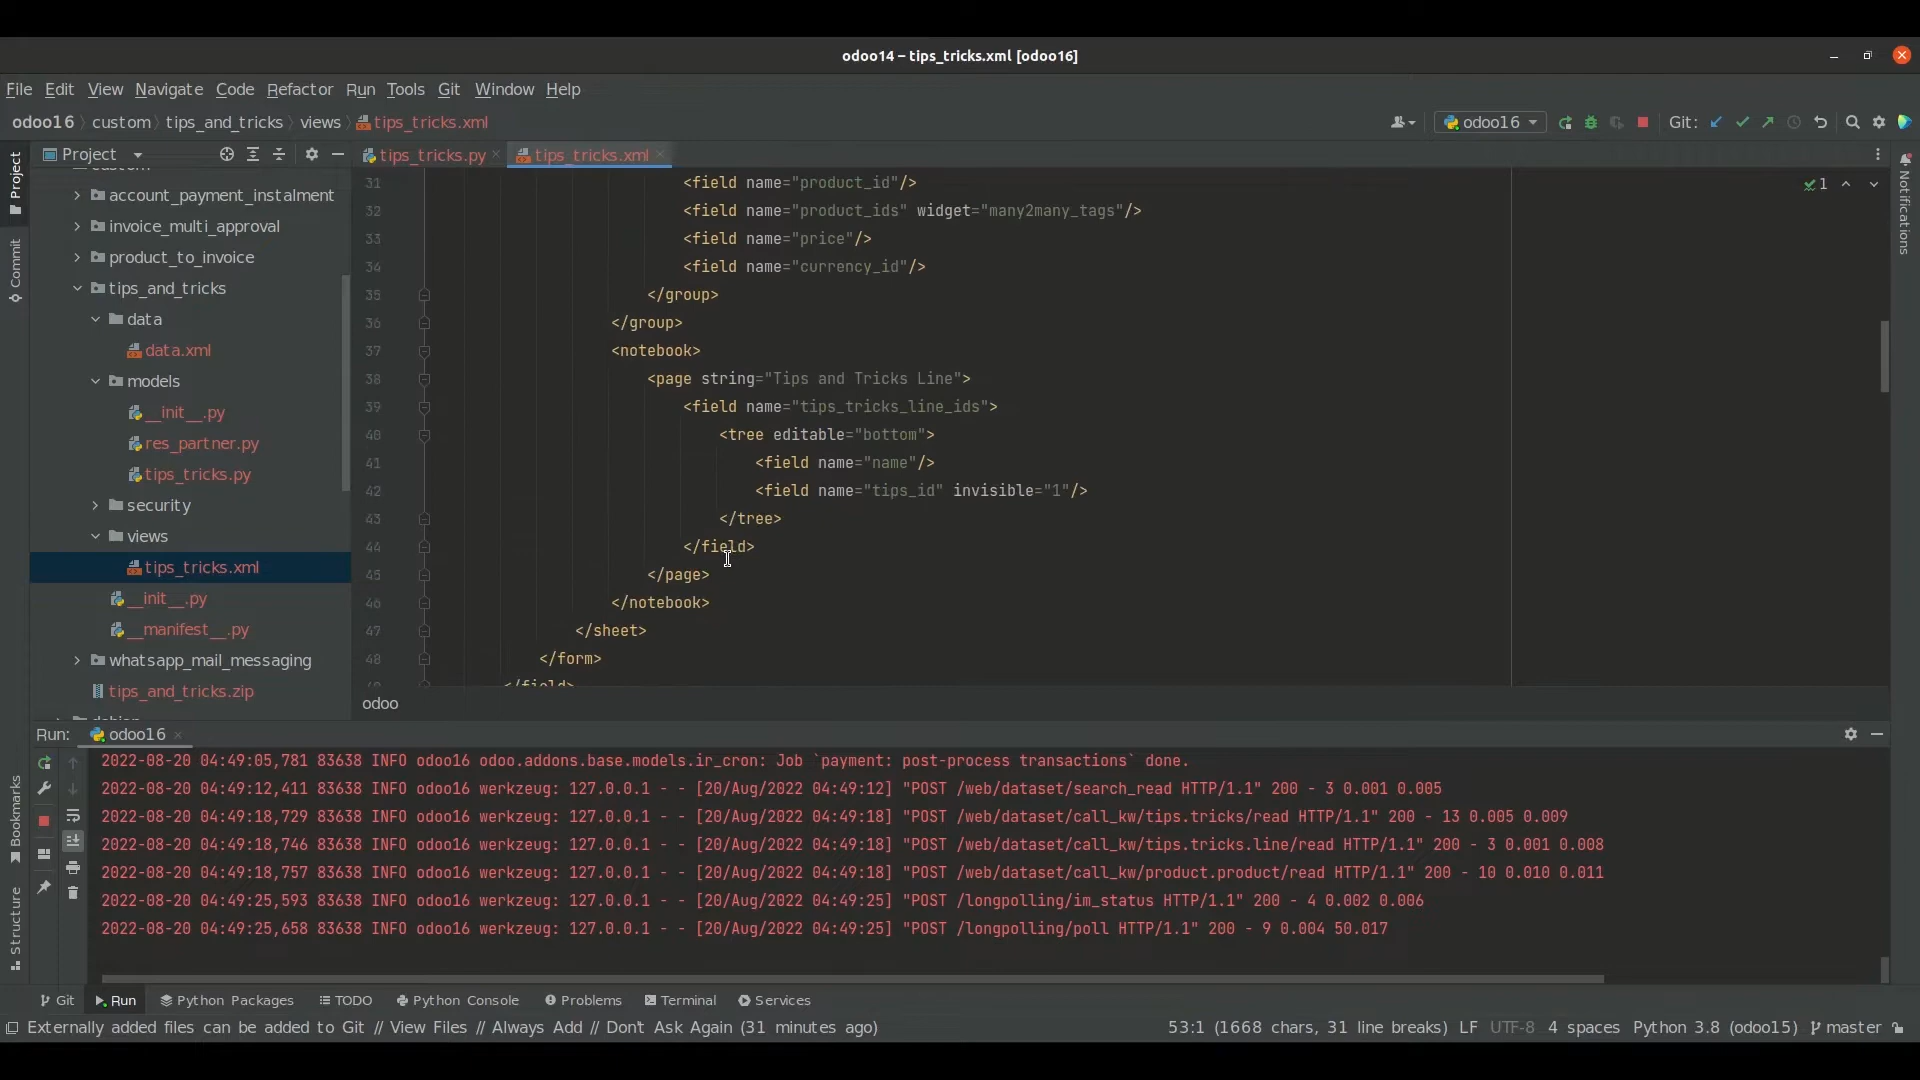 odoo14 – tips_tricks.xml [odoo16]
File Edit View Navigate Code Refactor Run Tools Git Window Help
odoo16 custom tips_and_tricks views tips_tricks.xml
odoo16
Git:
Project
tips_tricks.py
tips_tricks.xml
Project
Commit
Bookmarks
Structure
Notifications
account_payment_instalment
invoice_multi_approval
product_to_invoice
tips_and_tricks
data
data.xml
models
__init__.py
res_partner.py
tips_tricks.py
security
views
tips_tricks.xml
__init__.py
__manifest__.py
whatsapp_mail_messaging
tips_and_tricks.zip
1
31 <field name="product_id"/>
32 <field name="product_ids" widget="many2many_tags"/>
33 <field name="price"/>
34 <field name="currency_id"/>
35 </group>
36 </group>
37 <notebook>
38 <page string="Tips and Tricks Line">
39 <field name="tips_tricks_line_ids">
40 <tree editable="bottom">
41 <field name="name"/>
42 <field name="tips_id" invisible="1"/>
43 </tree>
44 </field>
45 </page>
46 </notebook>
47 </sheet>
48 </form>
</field>
odoo
Run: odoo16
2022-08-20 04:49:05,781 83638 INFO odoo16 odoo.addons.base.models.ir_cron: Job `payment: post-process transactions` done.
2022-08-20 04:49:12,411 83638 INFO odoo16 werkzeug: 127.0.0.1 - - [20/Aug/2022 04:49:12] "POST /web/dataset/search_read HTTP/1.1" 200 - 3 0.001 0.005
2022-08-20 04:49:18,729 83638 INFO odoo16 werkzeug: 127.0.0.1 - - [20/Aug/2022 04:49:18] "POST /web/dataset/call_kw/tips.tricks/read HTTP/1.1" 200 - 13 0.005 0.009
2022-08-20 04:49:18,746 83638 INFO odoo16 werkzeug: 127.0.0.1 - - [20/Aug/2022 04:49:18] "POST /web/dataset/call_kw/tips.tricks.line/read HTTP/1.1" 200 - 3 0.001 0.008
2022-08-20 04:49:18,757 83638 INFO odoo16 werkzeug: 127.0.0.1 - - [20/Aug/2022 04:49:18] "POST /web/dataset/call_kw/product.product/read HTTP/1.1" 200 - 10 0.010 0.011
2022-08-20 04:49:25,593 83638 INFO odoo16 werkzeug: 127.0.0.1 - - [20/Aug/2022 04:49:25] "POST /longpolling/im_status HTTP/1.1" 200 - 4 0.002 0.006
2022-08-20 04:49:25,658 83638 INFO odoo16 werkzeug: 127.0.0.1 - - [20/Aug/2022 04:49:25] "POST /longpolling/poll HTTP/1.1" 200 - 9 0.004 50.017
Git Run Python Packages TODO Python Console Problems Terminal Services
Externally added files can be added to Git // View Files // Always Add // Don't Ask Again (31 minutes ago)
53:1 (1668 chars, 31 line breaks) LF UTF-8 4 spaces Python 3.8 (odoo15) master